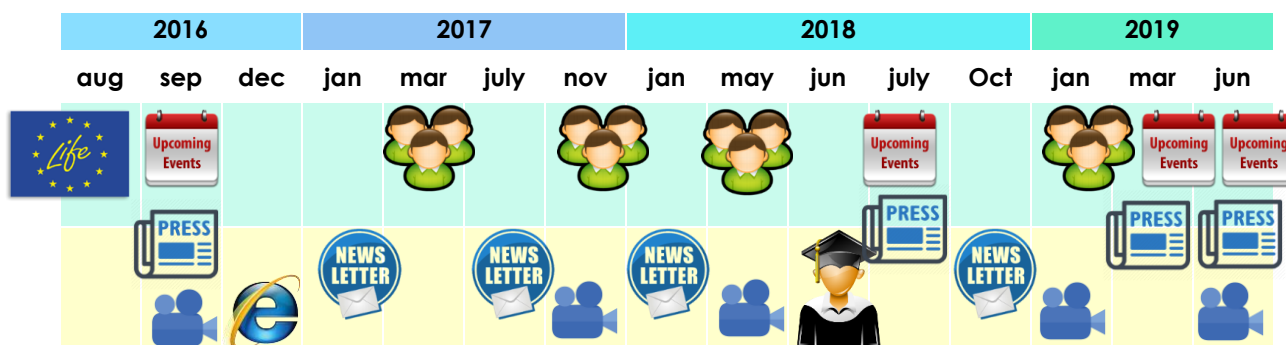 2016 2017 2018 2019
aug sep dec jan mar july nov jan may jun july Oct jan mar jun
Life
Upcoming
Events
Upcoming
Events
Upcoming
Events
Upcoming
Events
PRESS
PRESS
PRESS
PRESS
NEWS
LETTER
NEWS
LETTER
NEWS
LETTER
NEWS
LETTER